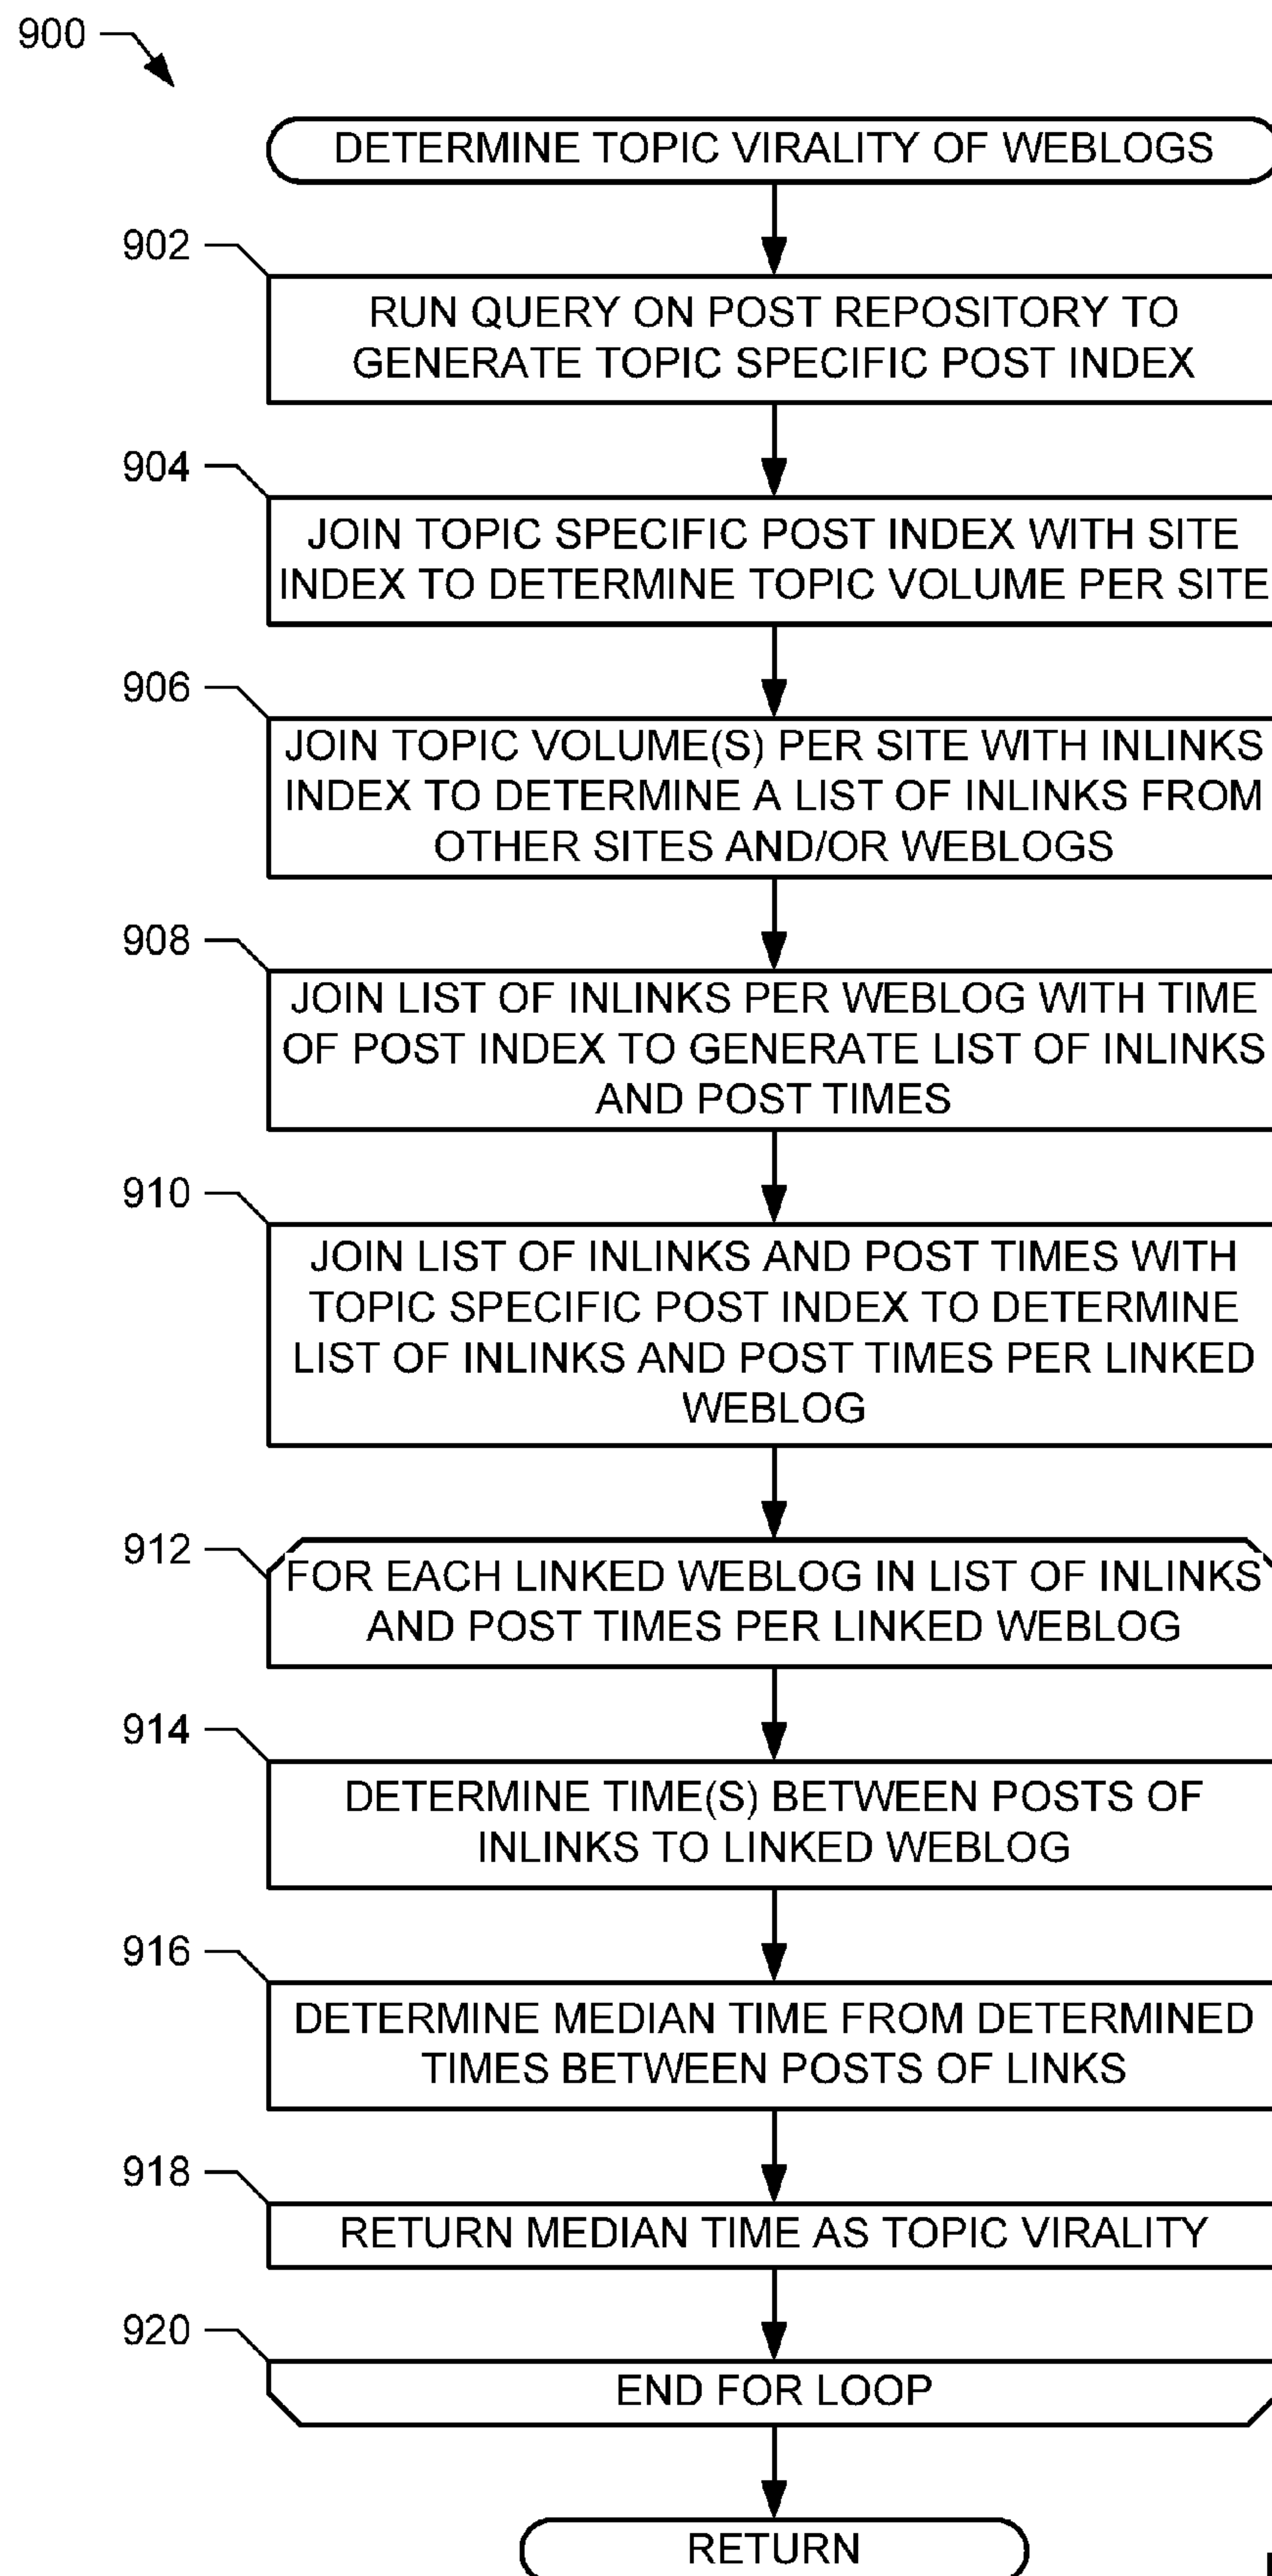 900
DETERMINE TOPIC VIRALITY OF WEBLOGS
902
RUN QUERY ON POST REPOSITORY TO
GENERATE TOPIC SPECIFIC POST INDEX
904
JOIN TOPIC SPECIFIC POST INDEX WITH SITE
INDEX TO DETERMINE TOPIC VOLUME PER SITE
906
JOIN TOPIC VOLUME(S) PER SITE WITH INLINKS
INDEX TO DETERMINE A LIST OF INLINKS FROM
OTHER SITES AND/OR WEBLOGS
908
JOIN LIST OF INLINKS PER WEBLOG WITH TIME
OF POST INDEX TO GENERATE LIST OF INLINKS
AND POST TIMES
910
JOIN LIST OF INLINKS AND POST TIMES WITH
TOPIC SPECIFIC POST INDEX TO DETERMINE
LIST OF INLINKS AND POST TIMES PER LINKED
WEBLOG
912
FOR EACH LINKED WEBLOG IN LIST OF INLINKS
AND POST TIMES PER LINKED WEBLOG
914
DETERMINE TIME(S) BETWEEN POSTS OF
INLINKS TO LINKED WEBLOG
916
DETERMINE MEDIAN TIME FROM DETERMINED
TIMES BETWEEN POSTS OF LINKS
918
RETURN MEDIAN TIME AS TOPIC VIRALITY
920
END FOR LOOP
RETURN